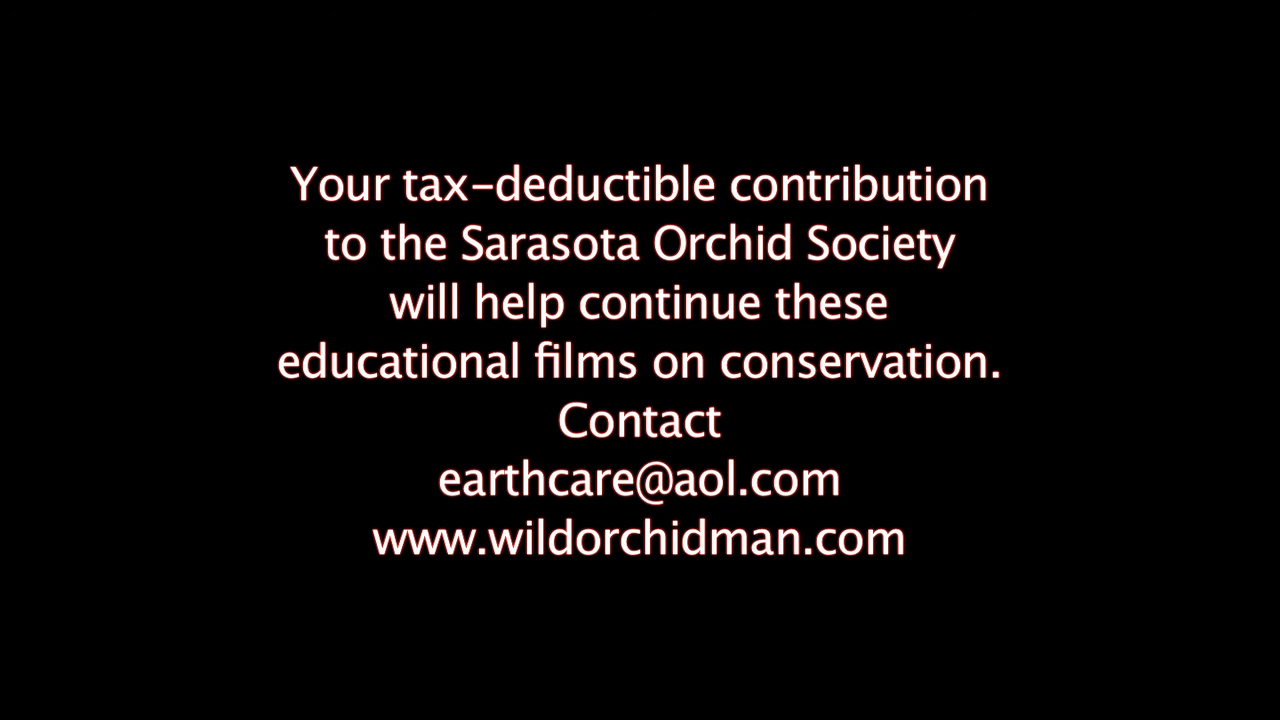 Your tax-deductible contribution
to the Sarasota Orchid Society
will help continue these
educational films on conservation.
Contact
earthcare@aol.com
www.wildorchidman.com